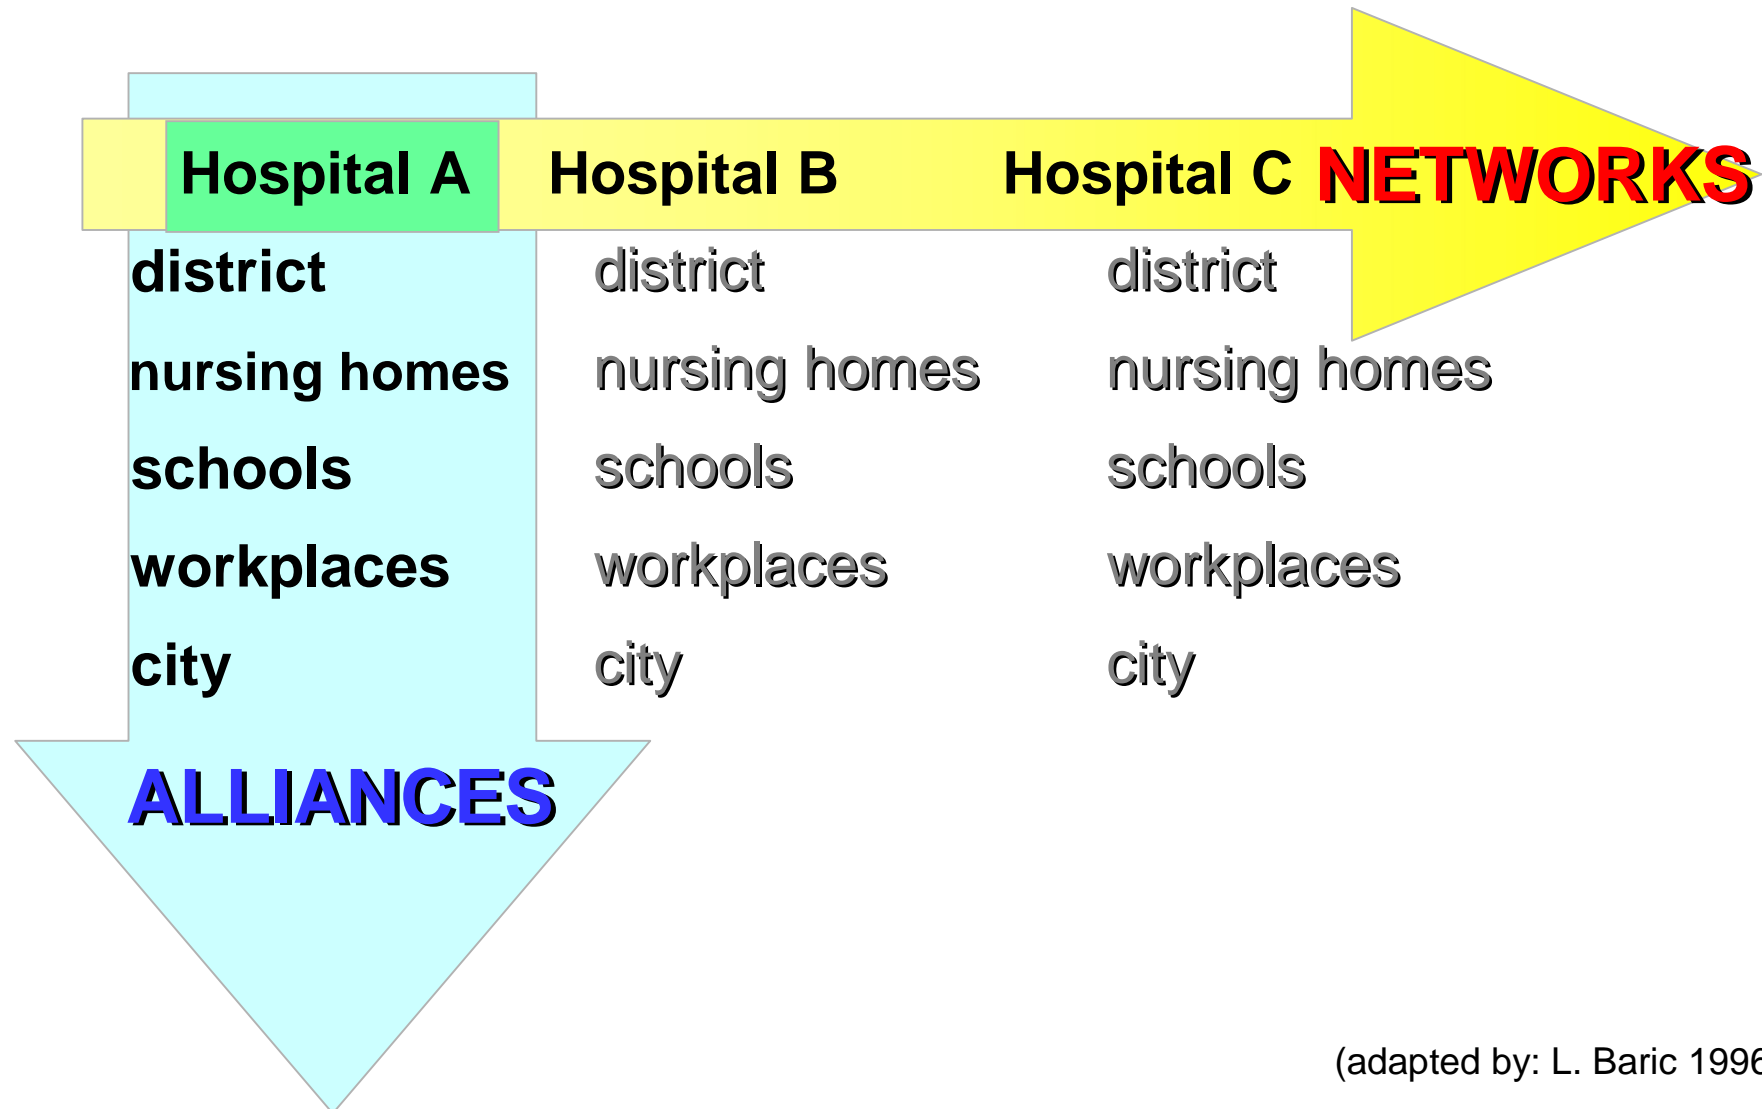 Hospital A Hospital B Hospital C NETWORKS
district district district
nursing homes nursing homes nursing homes
schools schools schools
workplaces workplaces workplaces
city city city
ALLIANCES
(adapted by: L. Baric 1996